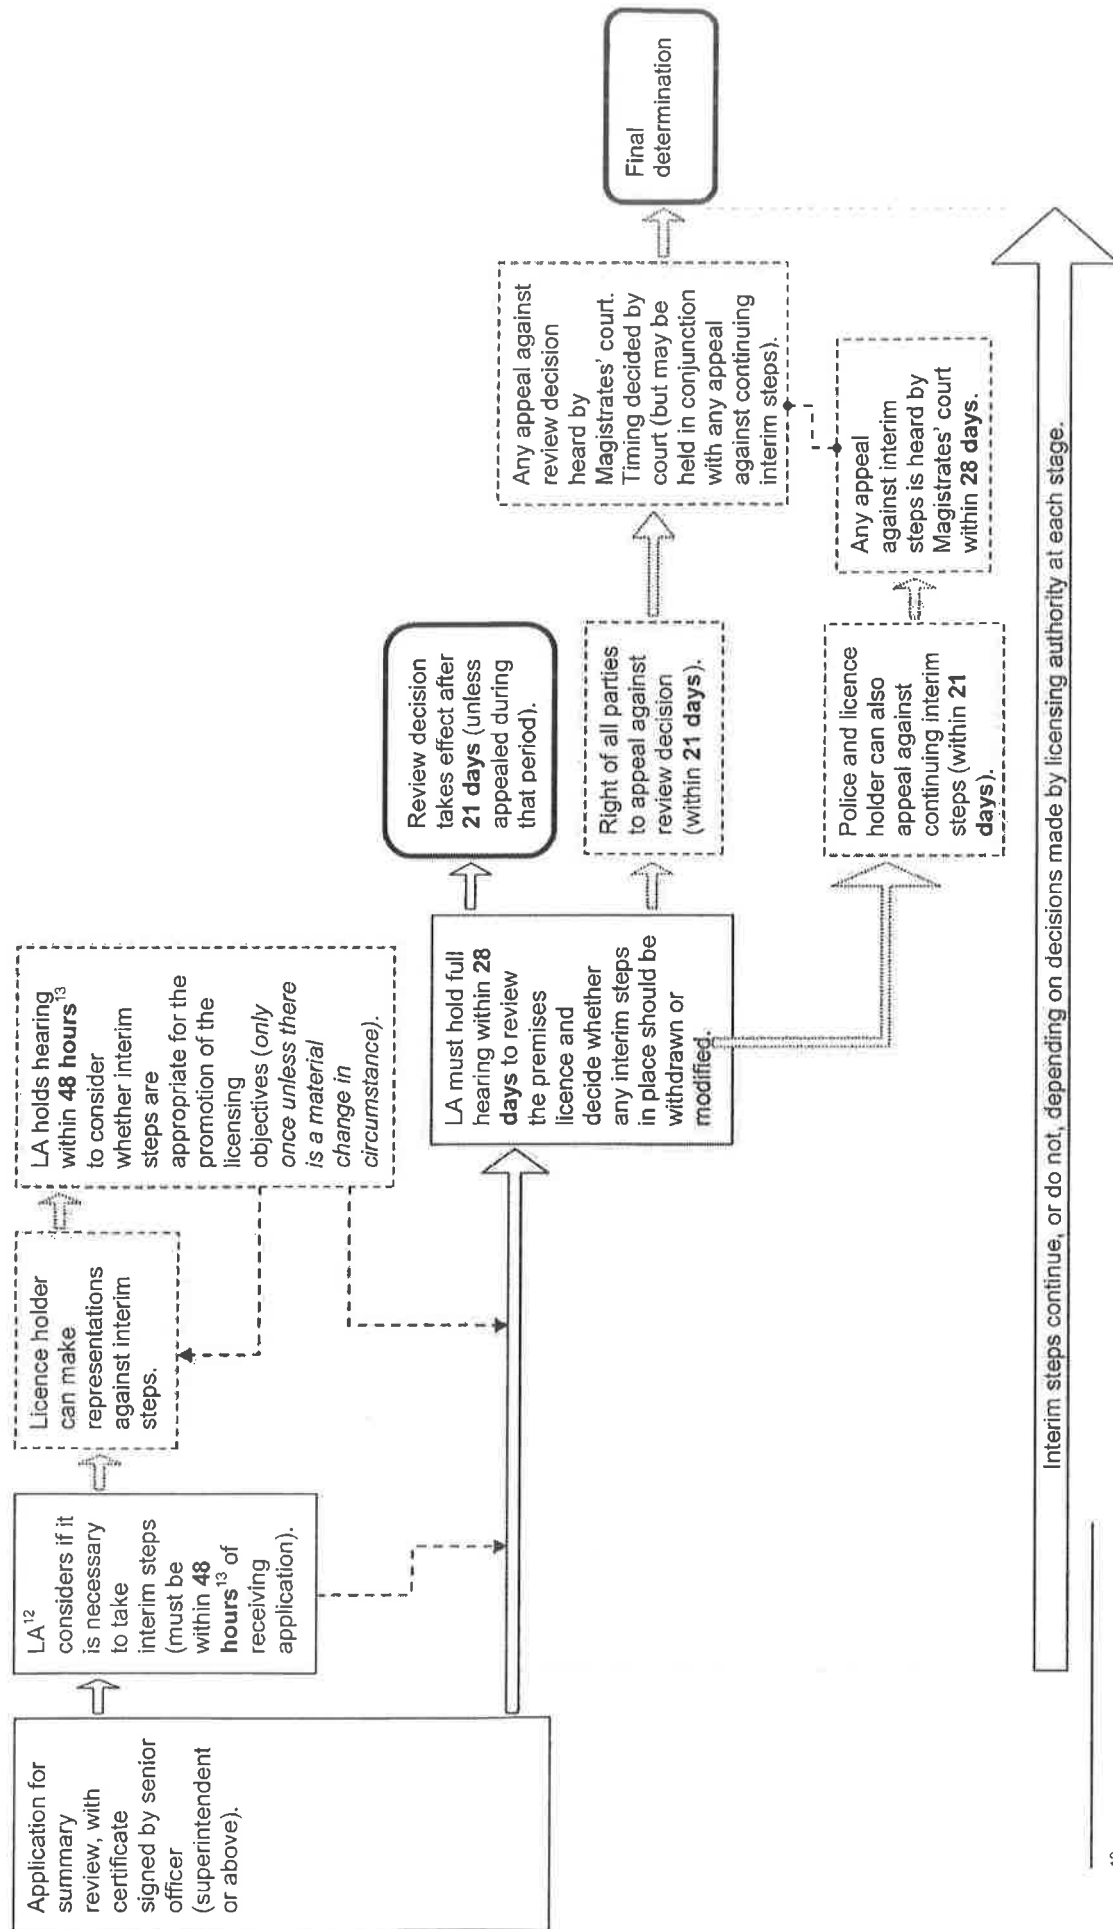 Application for
summary
review, with
certificate
signed by senior
officer
(superintendent
or above).
LA12
considers if it
is necessary
to take
interim steps
(must be
within 48
hours13 of
receiving
application).
Licence holder
can make
representations
against interim
steps.
LA holds hearing
within 48 hours13
to consider
whether interim
steps are
appropriate for the
promotion of the
licensing
objectives (only
once unless there
is a material
change in
circumstance).
LA must hold full
hearing within 28
days to review
the premises
licence and
decide whether
any interim steps
in place should be
withdrawn or
modified.
Review decision
takes effect after
21 days (unless
appealed during
that period).
Right of all parties
to appeal against
review decision
(within 21 days).
Police and licence
holder can also
appeal against
continuing interim
steps (within 21
days).
Any appeal against
review decision
heard by
Magistrates' court.
Timing decided by
court (but may be
held in conjunction
with any appeal
against continuing
interim steps).
Any appeal
against interim
steps is heard by
Magistrates' court
within 28 days.
Final
determination
Interim steps continue, or do not, depending on decisions made by licensing authority at each stage.